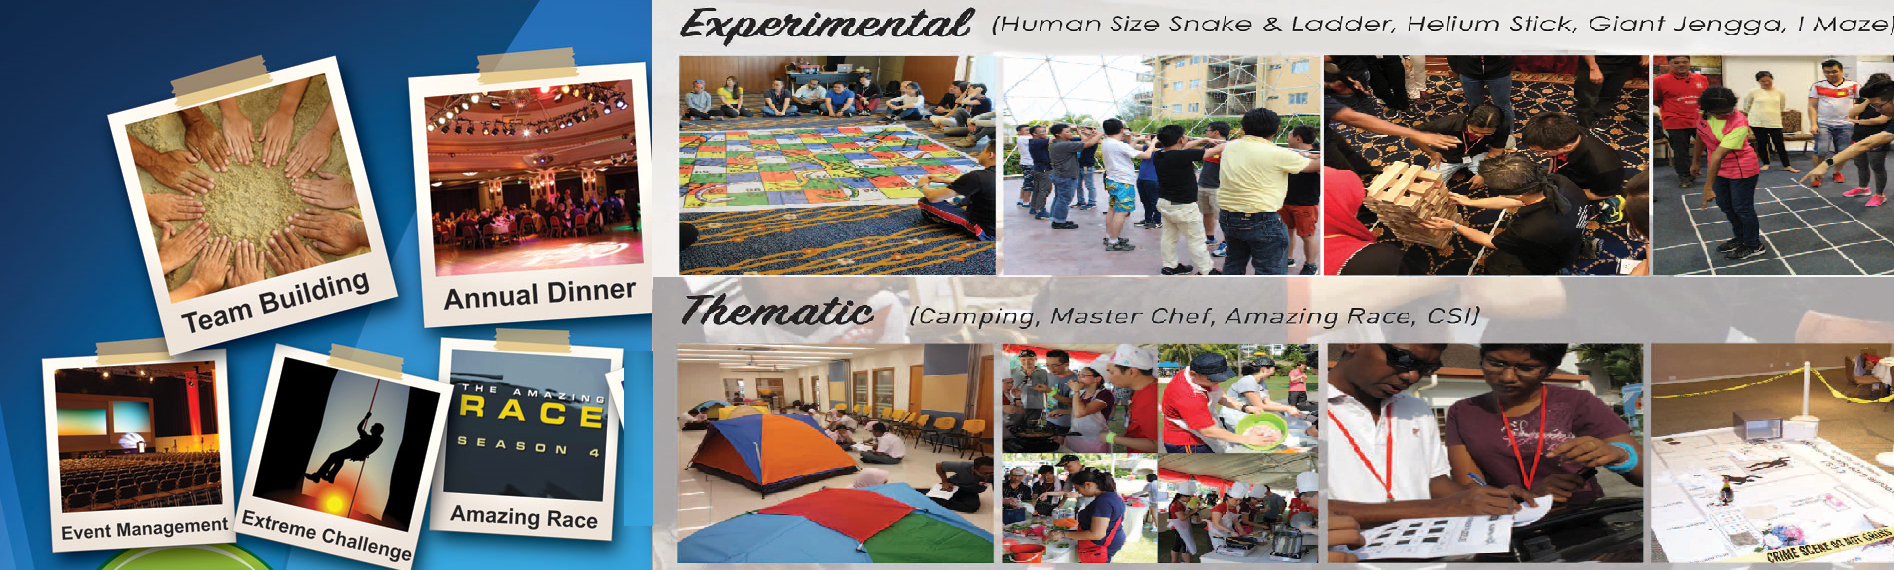 Team Building
Annual Dinner
Event Management
Extreme Challenge
THE AMAZING
RACE
SEASON 4
Amazing Race
Experimental (Human Size Snake & Ladder, Helium Stick, Giant Jengga, I Maze)
Thematic (Camping, Master Chef, Amazing Race, CSI)
CRIME SCENE DO NOT CROSS